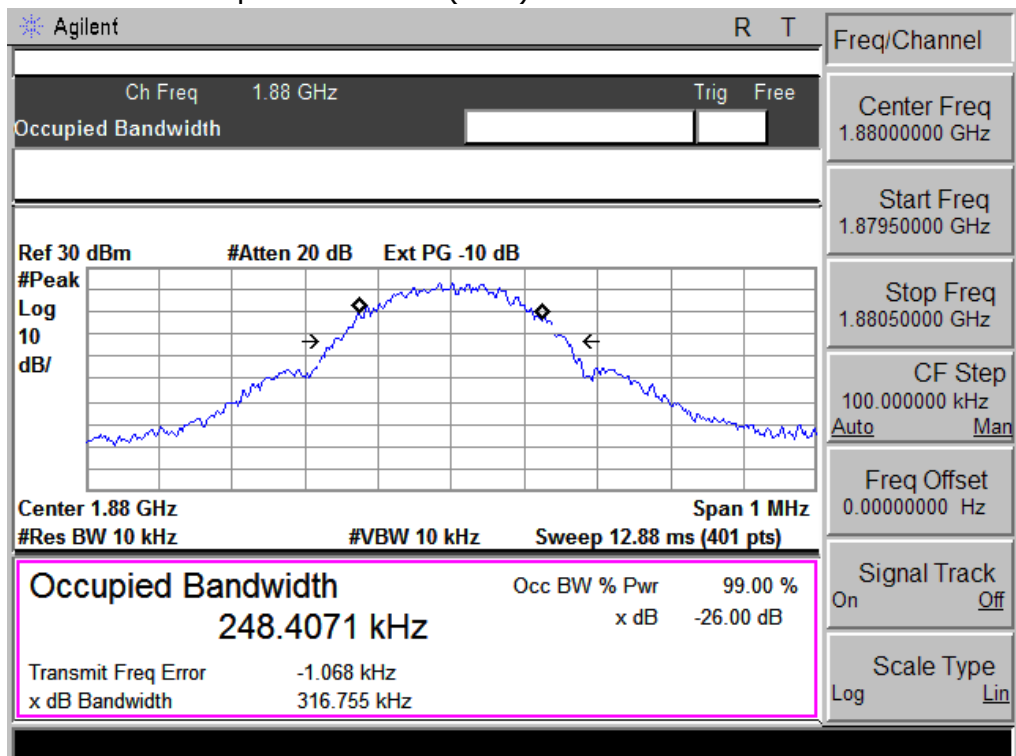 Agilent R T
Freq/Channel
Ch Freq 1.88 GHz Trig Free
Occupied Bandwidth
Center Freq
1.88000000 GHz
Start Freq
1.87950000 GHz
Stop Freq
1.88050000 GHz
CF Step
100.000000 kHz
Auto Man
Freq Offset
0.00000000 Hz
Signal Track
On Off
Scale Type
Log Lin
Ref 30 dBm #Atten 20 dB Ext PG -10 dB
#Peak
Log
10
dB/
Center 1.88 GHz Span 1 MHz
#Res BW 10 kHz #VBW 10 kHz Sweep 12.88 ms (401 pts)
Occupied Bandwidth Occ BW % Pwr 99.00 %
248.4071 kHz x dB -26.00 dB
Transmit Freq Error -1.068 kHz
x dB Bandwidth 316.755 kHz